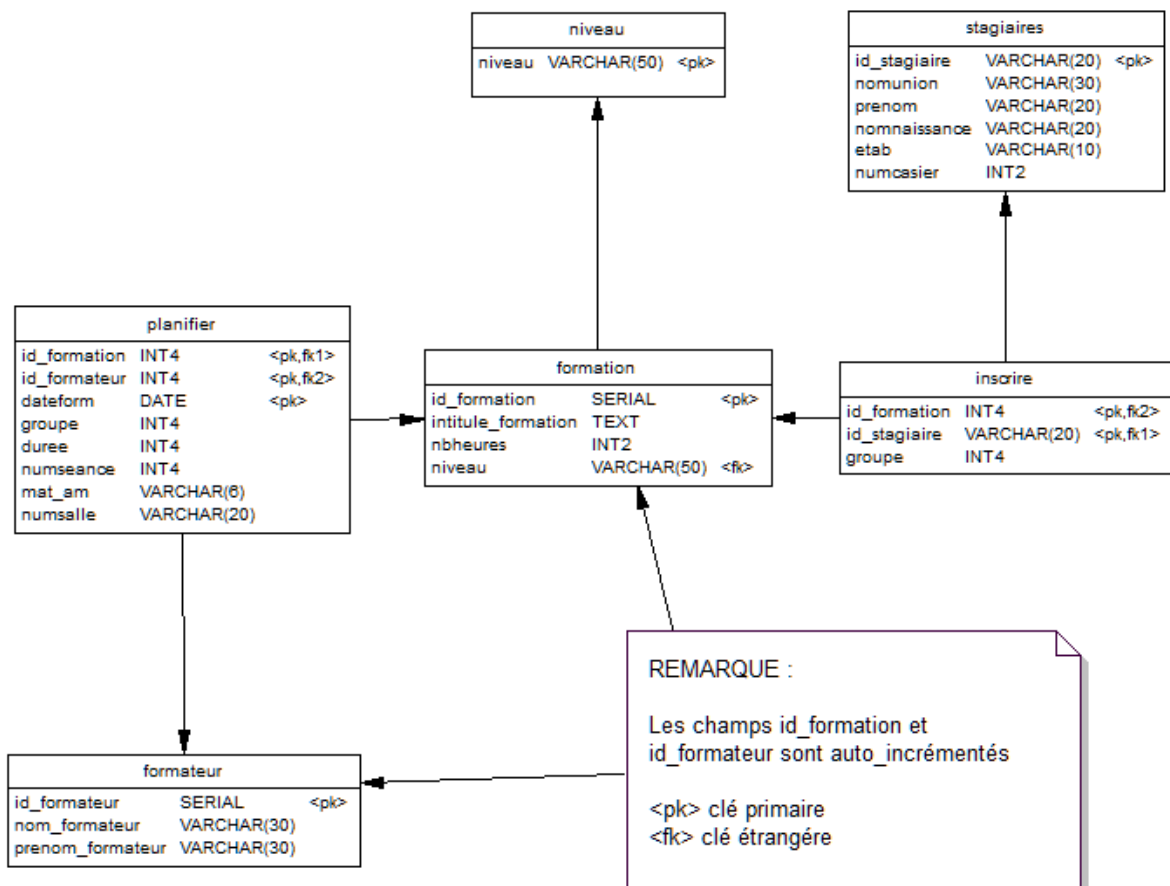 niveau
niveau VARCHAR(50) <pk>
stagiaires
id_stagiaire VARCHAR(20) <pk>
nomunion VARCHAR(30)
prenom VARCHAR(20)
nomnaissance VARCHAR(20)
etab VARCHAR(10)
numcasier INT2
planifier
id_formation INT4 <pk,fk1>
id_formateur INT4 <pk,fk2>
dateform DATE <pk>
groupe INT4
duree INT4
numseance INT4
mat_am VARCHAR(6)
numsalle VARCHAR(20)
formation
id_formation SERIAL <pk>
intitule_formation TEXT
nbheures INT2
niveau VARCHAR(50) <fk>
inscrire
id_formation INT4 <pk,fk2>
id_stagiaire VARCHAR(20) <pk,fk1>
groupe INT4
formateur
id_formateur SERIAL <pk>
nom_formateur VARCHAR(30)
prenom_formateur VARCHAR(30)
REMARQUE :
Les champs id_formation et
id_formateur sont auto_incrémentés
<pk> clé primaire
<fk> clé étrangére